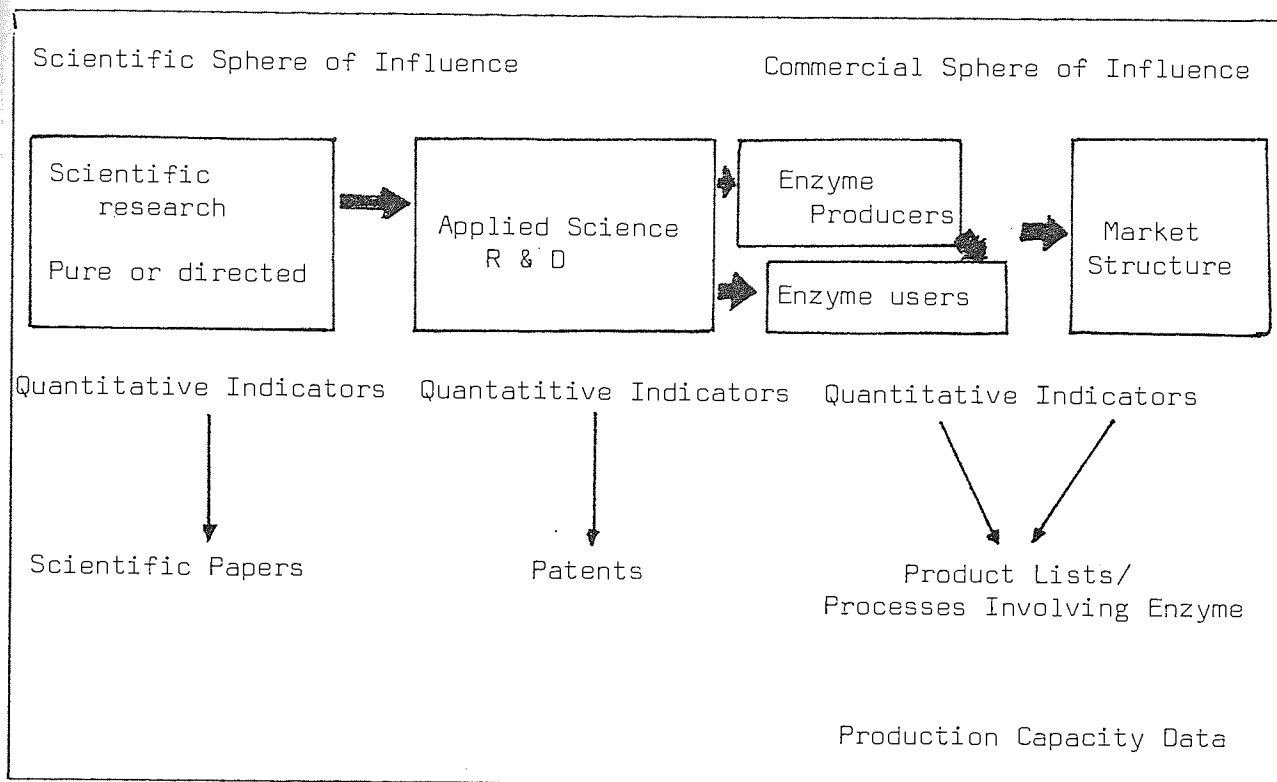 Scientific Sphere of Influence
Commercial Sphere of Influence
Scientific
research
Pure or directed
Applied Science
R & D
Enzyme
Producers
Enzyme users
Market
Structure
Quantitative Indicators
Quantatitive Indicators
Quantitative Indicators
Scientific Papers
Patents
Product Lists/
Processes Involving Enzyme
Production Capacity Data